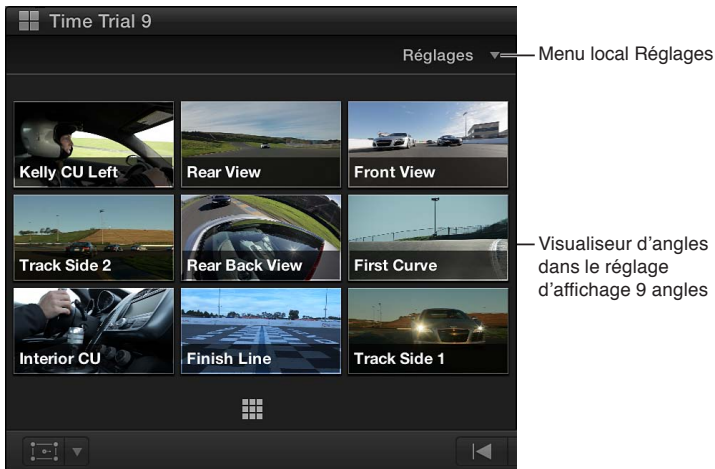 Time Trial 9
Réglages
Menu local Réglages
Kelly CU Left
Rear View
Front View
Track Side 2
Rear Back View
First Curve
Visualiseur d'angles
dans le réglage
d'affichage 9 angles
Interior CU
Finish Line
Track Side 1